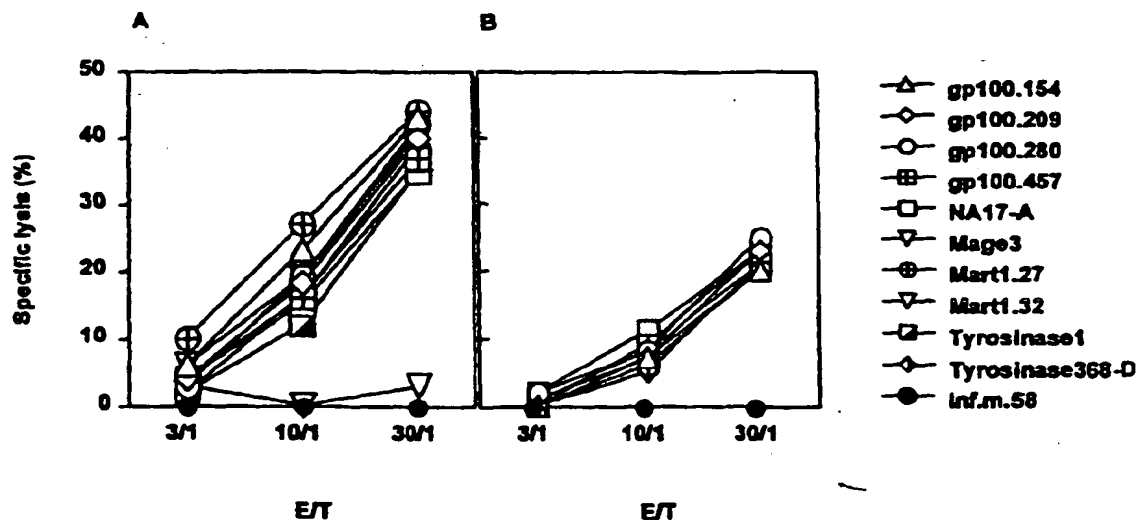 A
B
Specific lysis (%)
50
40
30
20
10
0
3/1
10/1
30/1
3/1
10/1
30/1
E/T
E/T
gp100.154
gp100.209
gp100.280
gp100.457
NA17-A
Mage3
Mart1.27
Mart1.32
Tyrosinase1
Tyrosinase368-D
inf.m.58